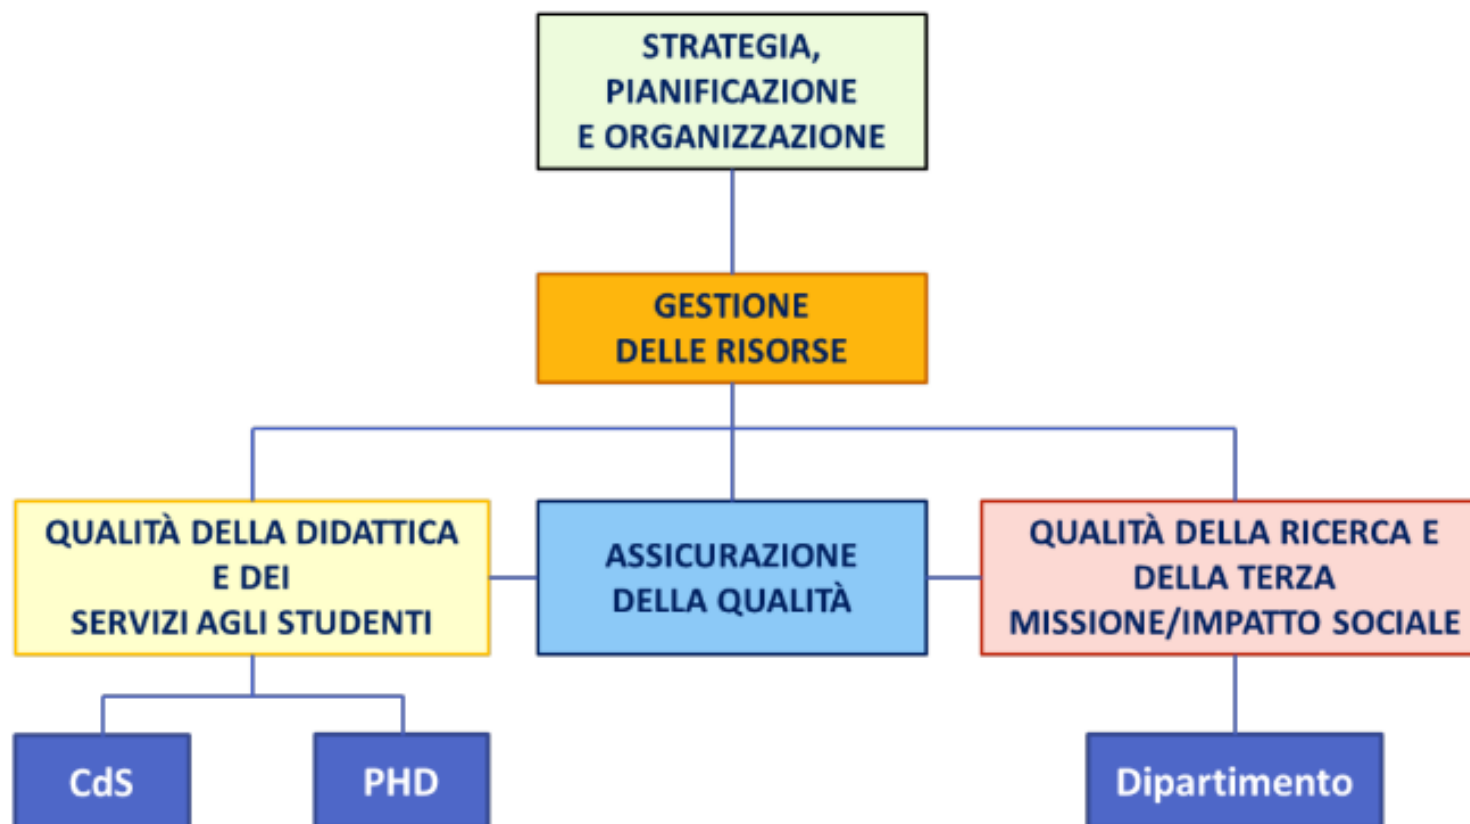 STRATEGIA,
PIANIFICAZIONE
E ORGANIZZAZIONE
GESTIONE
DELLE RISORSE
QUALITÀ DELLA DIDATTICA
E DEI
SERVIZI AGLI STUDENTI
ASSICURAZIONE
DELLA QUALITÀ
QUALITÀ DELLA RICERCA E
DELLA TERZA
MISSIONE/IMPATTO SOCIALE
CdS
PHD
Dipartimento